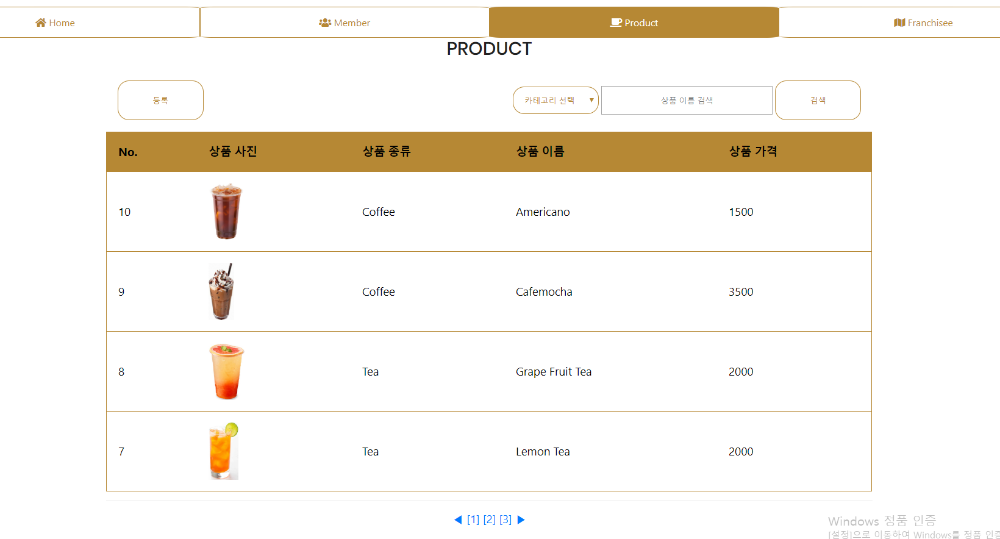 Home Member Product Franchisee
PRODUCT
등록 카테고리 선택 ▼ 상품 이름 검색 검색
No. 상품 사진 상품 종류 상품 이름 상품 가격
10 Coffee Americano 1500
9 Coffee Cafemocha 3500
8 Tea Grape Fruit Tea 2000
7 Tea Lemon Tea 2000
◀ [1] [2] [3] ▶
Windows 정품 인증
[설정]으로 이동하여 Windows를 정품 인증